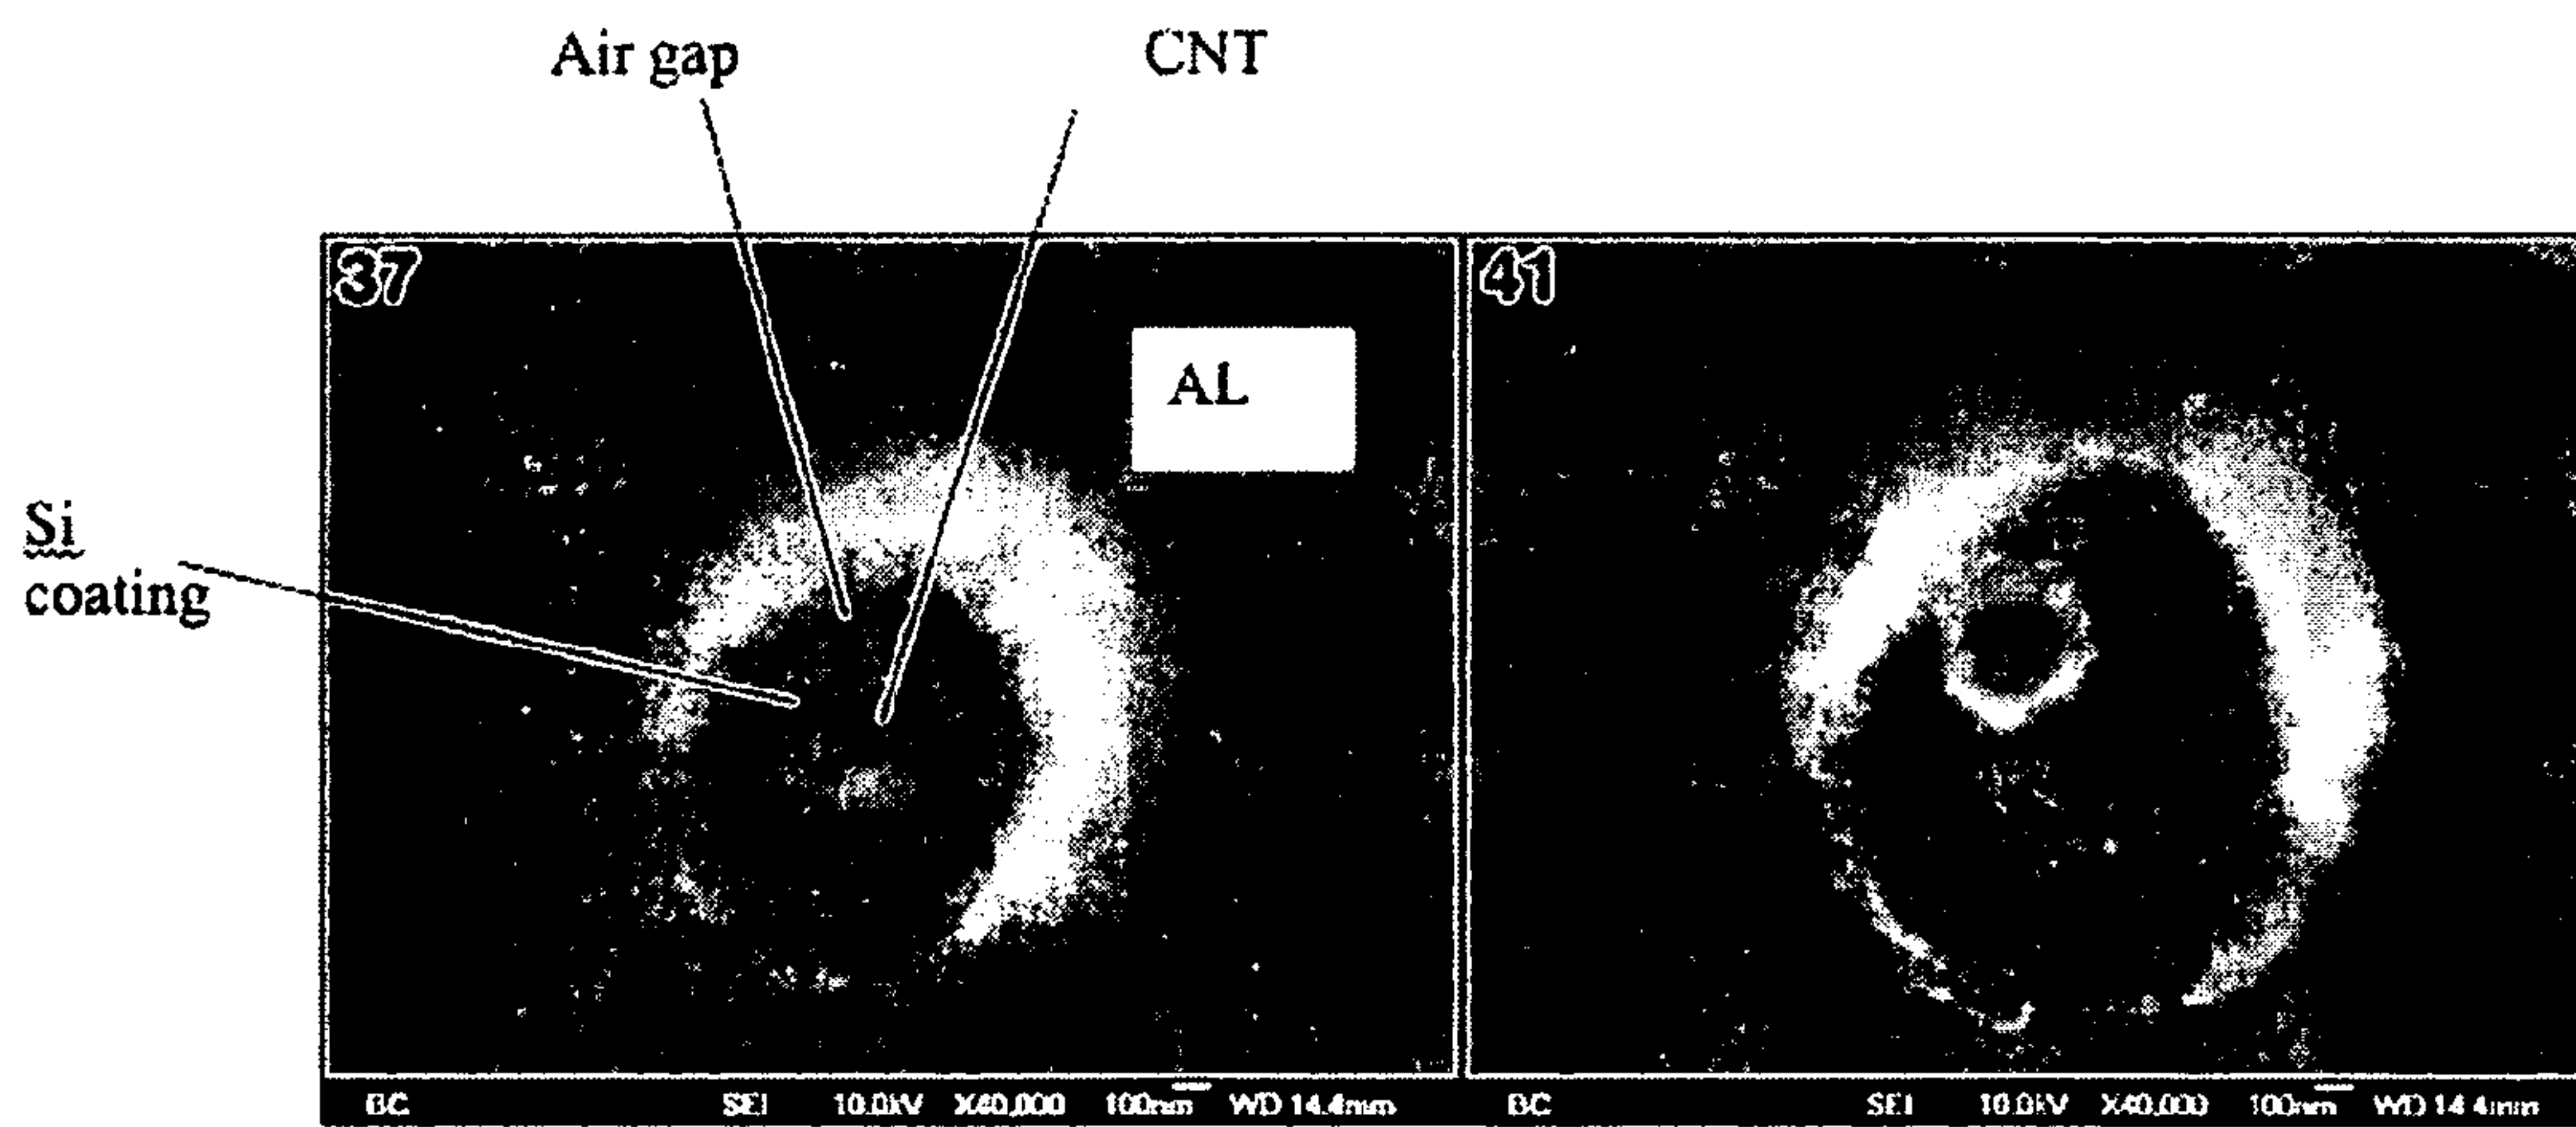 Air gap
CNT
37
41
AL
Si
coating
BC SEI 10.0kV X40,000 100nm WD 14.4mm
BC SEI 10.0kV X40,000 100nm WD 14.4mm